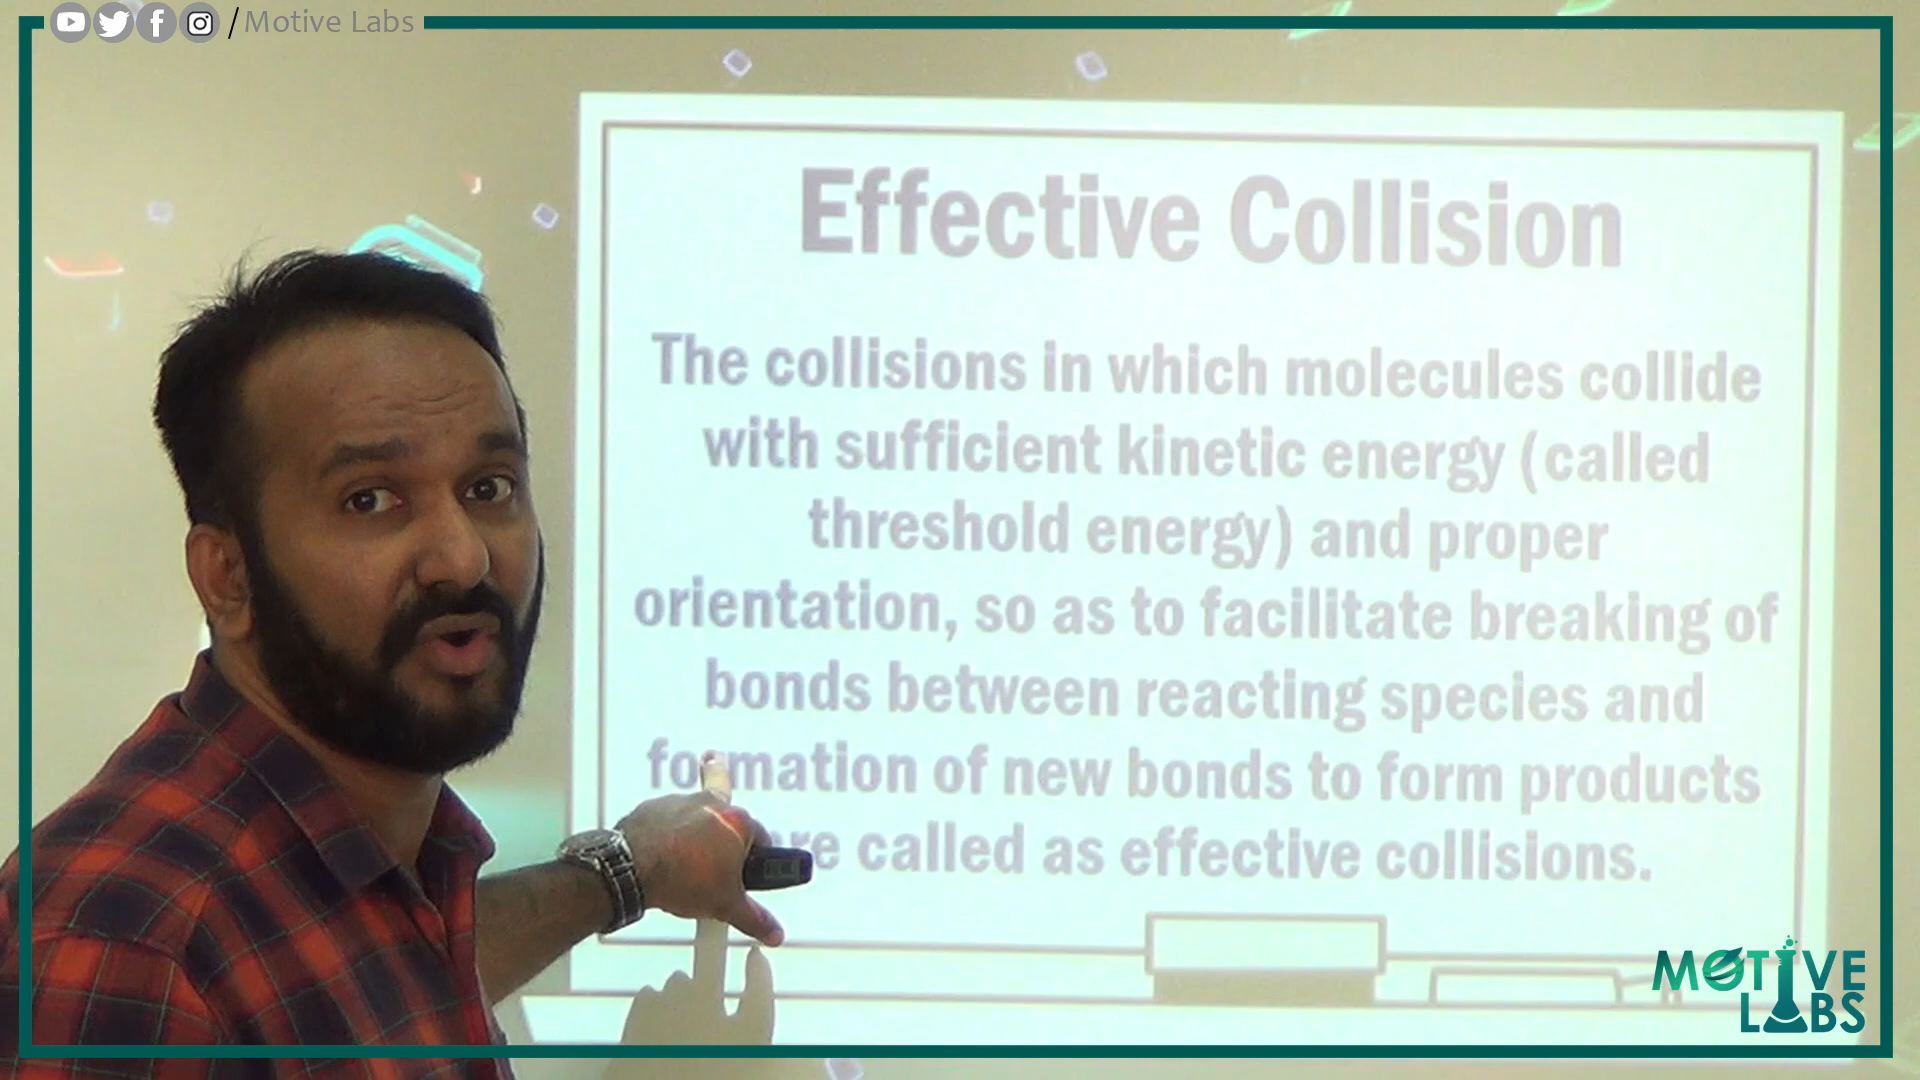 /Motive Labs
Effective Collision
The collisions in which molecules collide
with sufficient kinetic energy (called
threshold energy) and proper
orientation, so as to facilitate breaking of
bonds between reacting species and
formation of new bonds to form products
are called as effective collisions.
MOTIVE
LABS